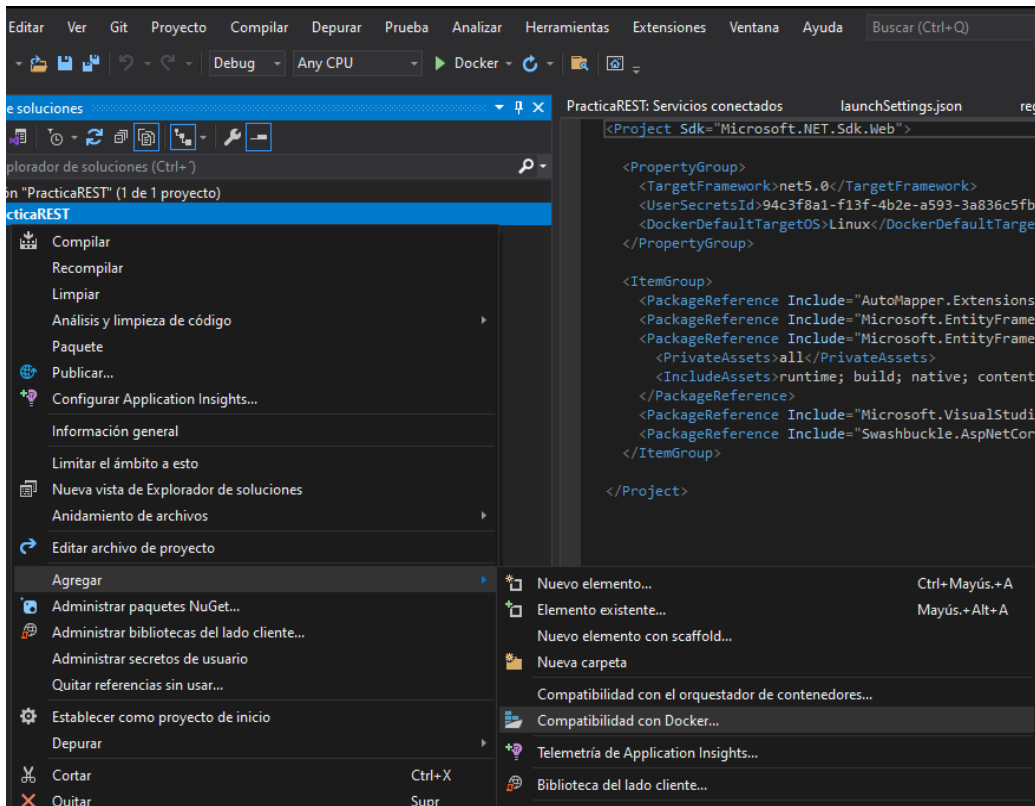 Editar Ver Git Proyecto Compilar Depurar Prueba Analizar Herramientas Extensiones Ventana Ayuda Buscar (Ctrl+Q)
Debug Any CPU Docker
e soluciones
PracticaREST: Servicios conectados launchSettings.json reg
plorador de soluciones (Ctrl+´)
ón "PracticaREST" (1 de 1 proyecto)
cticaREST
<Project Sdk="Microsoft.NET.Sdk.Web">
<PropertyGroup>
<TargetFramework>net5.0</TargetFramework>
<UserSecretsId>94c3f8a1-f13f-4b2e-a593-3a836c5fb
<DockerDefaultTargetOS>Linux</DockerDefaultTarge
</PropertyGroup>
<ItemGroup>
<PackageReference Include="AutoMapper.Extensions
<PackageReference Include="Microsoft.EntityFrame
<PackageReference Include="Microsoft.EntityFrame
<PrivateAssets>all</PrivateAssets>
<IncludeAssets>runtime; build; native; content
</PackageReference>
<PackageReference Include="Microsoft.VisualStudi
<PackageReference Include="Swashbuckle.AspNetCor
</ItemGroup>
</Project>
Compilar
Recompilar
Limpiar
Análisis y limpieza de código
Paquete
Publicar...
Configurar Application Insights...
Información general
Limitar el ámbito a esto
Nueva vista de Explorador de soluciones
Anidamiento de archivos
Editar archivo de proyecto
Agregar
Administrar paquetes NuGet...
Administrar bibliotecas del lado cliente...
Administrar secretos de usuario
Quitar referencias sin usar...
Establecer como proyecto de inicio
Depurar
Cortar Ctrl+X
Quitar Supr
Nuevo elemento... Ctrl+Mayús.+A
Elemento existente... Mayús.+Alt+A
Nuevo elemento con scaffold...
Nueva carpeta
Compatibilidad con el orquestador de contenedores...
Compatibilidad con Docker...
Telemetría de Application Insights...
Biblioteca del lado cliente...